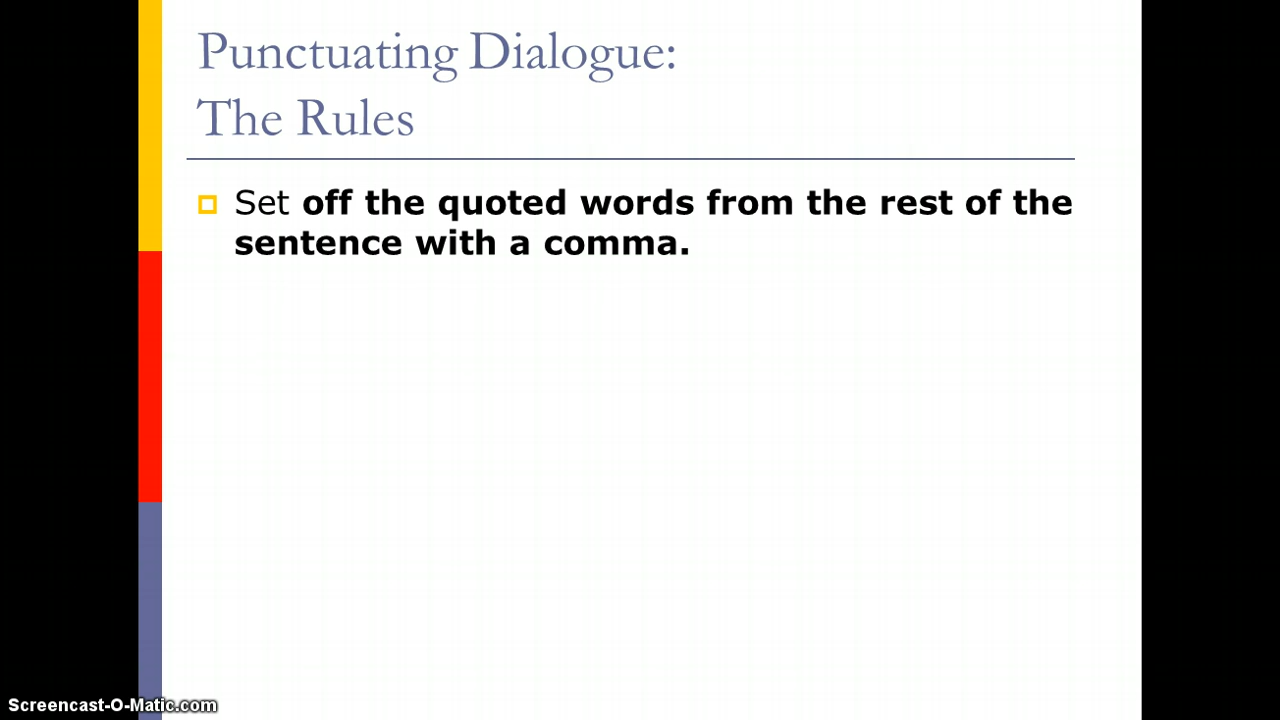 Punctuating Dialogue:
The Rules
Set off the quoted words from the rest of the
sentence with a comma.
Screencast-O-Matic.com